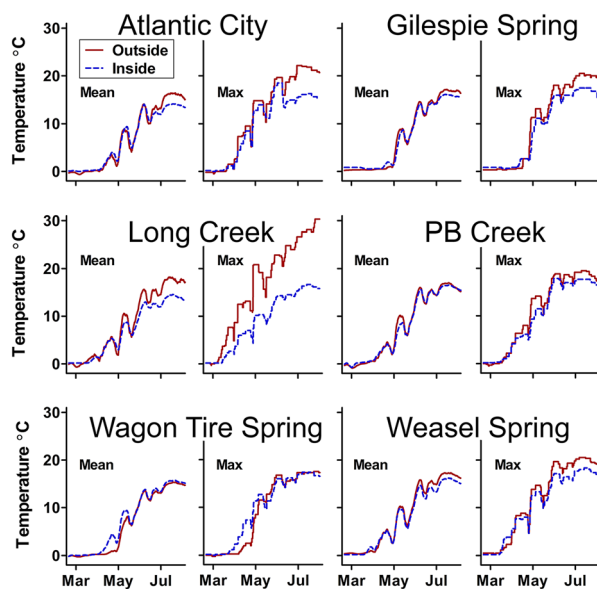 Atlantic City
Gilespie Spring
Outside
Inside
Mean
Max
Mean
Max
Temperature °C
30
20
10
0
Long Creek
PB Creek
Mean
Max
Mean
Max
Temperature °C
30
20
10
0
Wagon Tire Spring
Weasel Spring
Mean
Max
Mean
Max
Temperature °C
30
20
10
0
Mar May Jul Mar May Jul Mar May Jul Mar May Jul